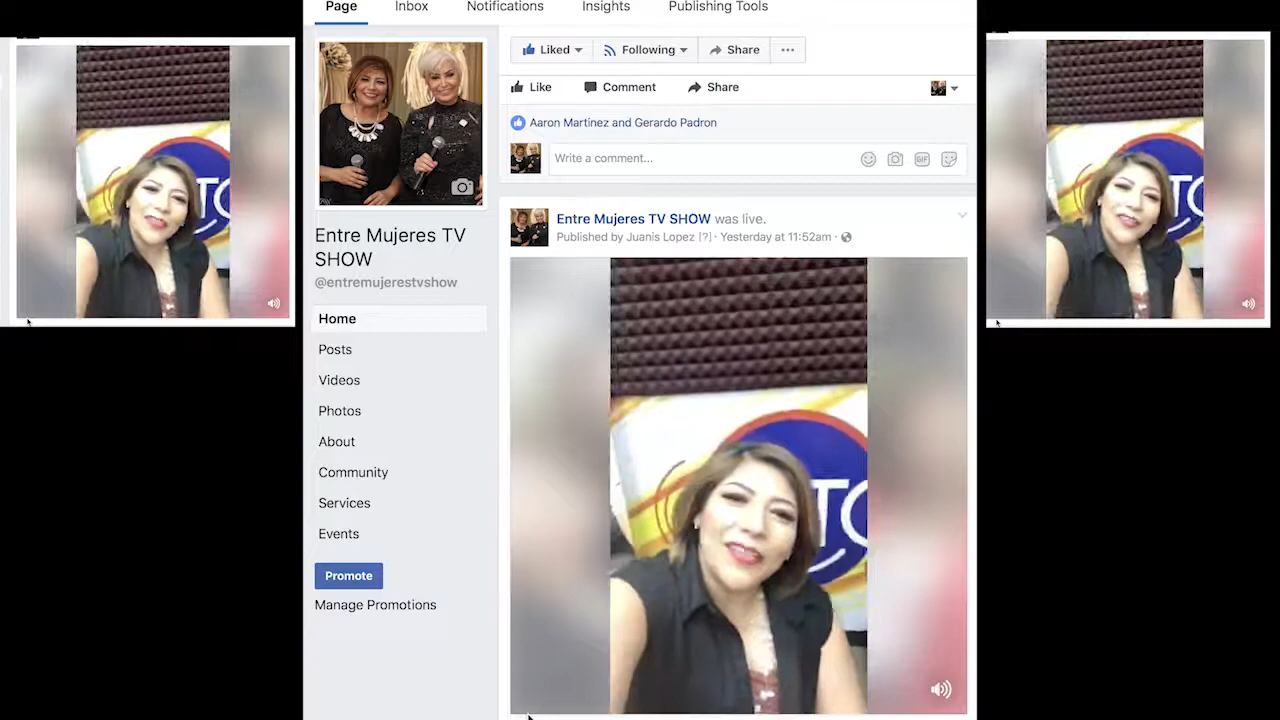 Page Inbox Notifications Insights Publishing Tools
Liked Following Share
Like Comment Share
Aaron Martinez and Gerardo Padron
Write a comment...
GIF
Entre Mujeres TV SHOW was live.
Published by Juanis Lopez [?] · Yesterday at 11:52am ·
Entre Mujeres TV
SHOW
@entremujerestvshow
Home
Posts
Videos
Photos
About
Community
Services
Events
Promote
Manage Promotions